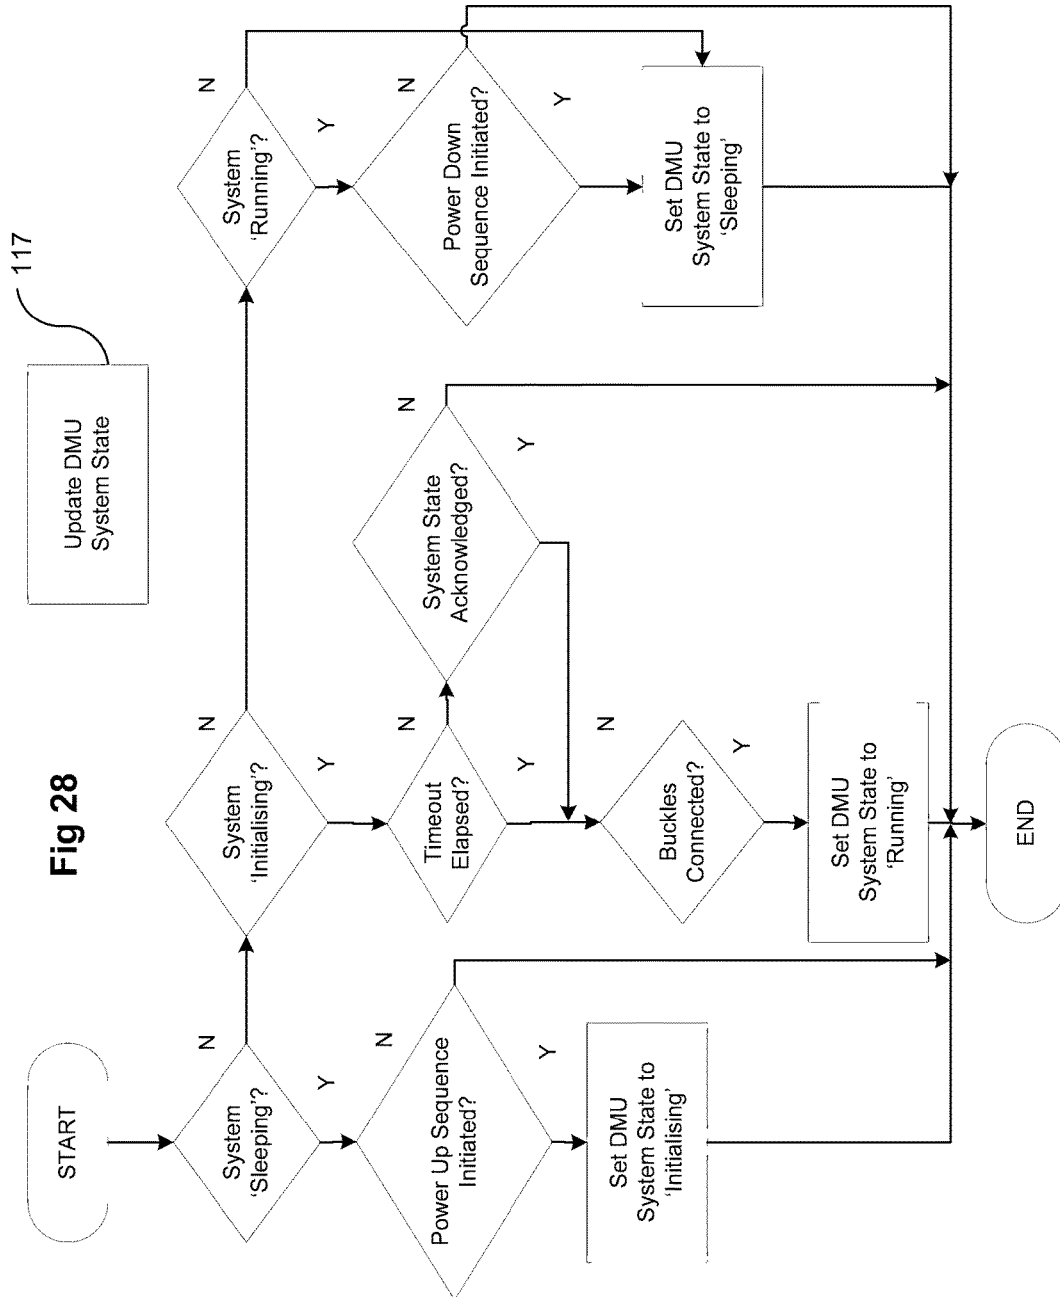 Fig 28
Update DMU
System State
117
START
System
'Sleeping'?
N
Y
Power Up Sequence
Initiated?
N
Y
Set DMU
System State to
'Initialising'
System
'Initialising'?
N
Y
Timeout
Elapsed?
N
Y
System State
Acknowledged?
N
Y
Buckles
Connected?
N
Y
Set DMU
System State to
'Running'
System
'Running'?
N
Y
Power Down
Sequence Initiated?
N
Y
Set DMU
System State to
'Sleeping'
END